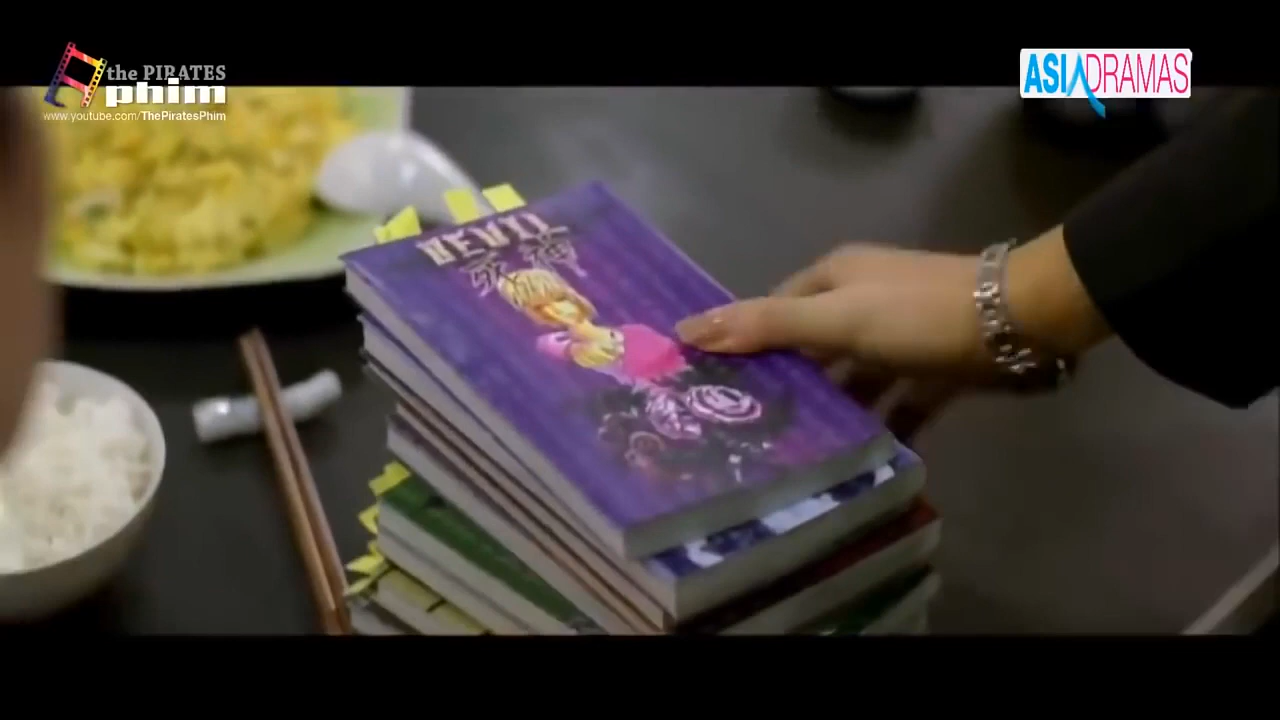 the PIRATES
phim
www.youtube.com/ThePiratesPhim
ASIADRAMAS
DEVIL